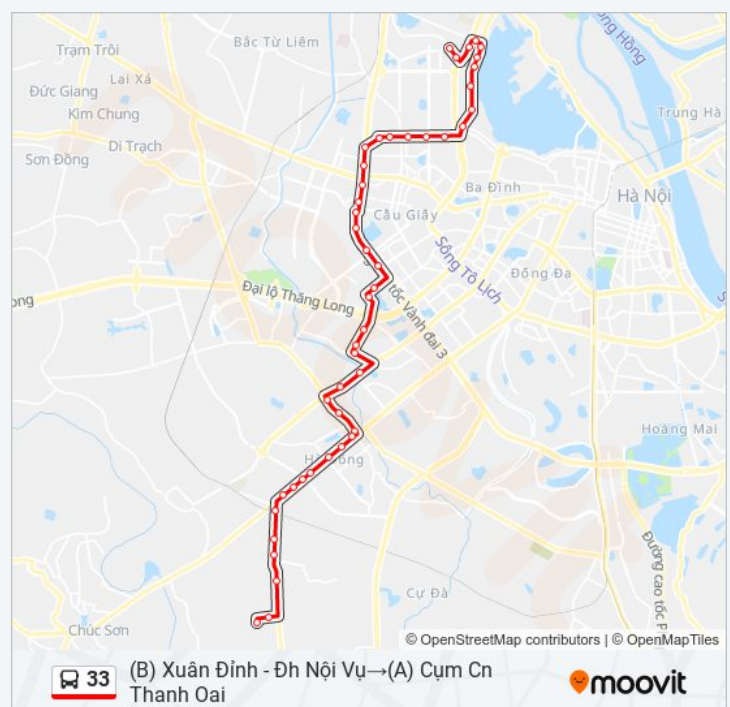 ông Hồng
Bắc Từ Liêm
Trạm Trôi
Lai Xá
Đức Giang
Kim Chung
Trung Hà
Di Trạch
Sơn Đồng
Ba Đình
Hà Nội
Cầu Giấy
Sông Tô Lịch
Đống Đa
Đại lộ Thăng Long
ong
tốc Vành đai 3
Hoàng Mai
Hà Đông
Đường cao tốc P
Cự Đà
Chúc Sơn
© OpenStreetMap contributors | © OpenMapTiles
33
(B) Xuân Đỉnh - Đh Nội Vụ→(A) Cụm Cn
Thanh Oai
moovit